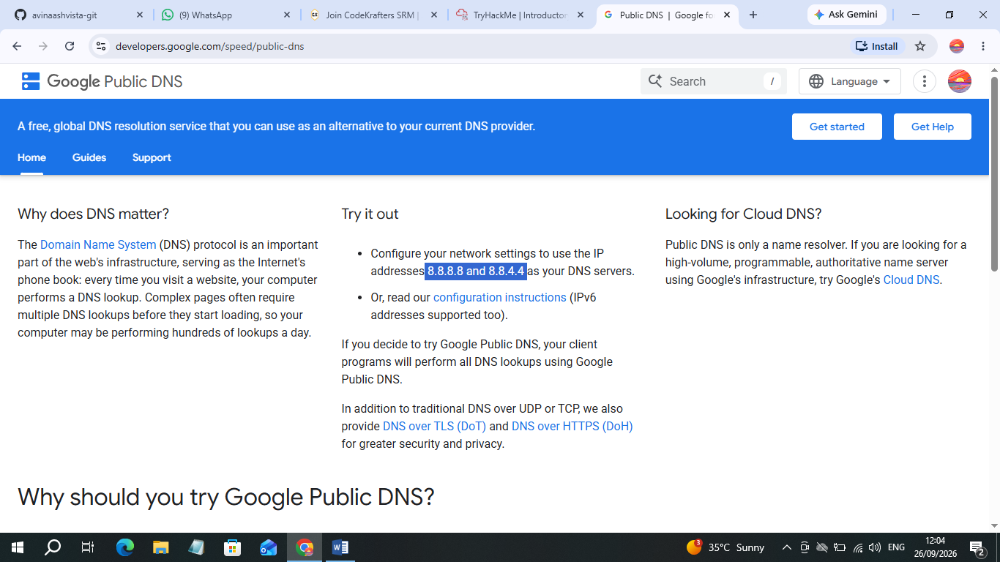 avinaashvista-git
(9) WhatsApp
Join CodeKrafters SRM |
TryHackMe | Introductor
Public DNS | Google fo
Ask Gemini
developers.google.com/speed/public-dns
Install
Google Public DNS
Search
/
Language
A free, global DNS resolution service that you can use as an alternative to your current DNS provider.
Get started
Get Help
Home
Guides
Support
Why does DNS matter?
The Domain Name System (DNS) protocol is an important
part of the web's infrastructure, serving as the Internet's
phone book: every time you visit a website, your computer
performs a DNS lookup. Complex pages often require
multiple DNS lookups before they start loading, so your
computer may be performing hundreds of lookups a day.
Try it out
• Configure your network settings to use the IP
addresses 8.8.8.8 and 8.8.4.4 as your DNS servers.
• Or, read our configuration instructions (IPv6
addresses supported too).
If you decide to try Google Public DNS, your client
programs will perform all DNS lookups using Google
Public DNS.
In addition to traditional DNS over UDP or TCP, we also
provide DNS over TLS (DoT) and DNS over HTTPS (DoH)
for greater security and privacy.
Looking for Cloud DNS?
Public DNS is only a name resolver. If you are looking for a
high-volume, programmable, authoritative name server
using Google's infrastructure, try Google's Cloud DNS.
Why should you try Google Public DNS?
3
35°C Sunny
ENG
12:04
26/09/2026
2